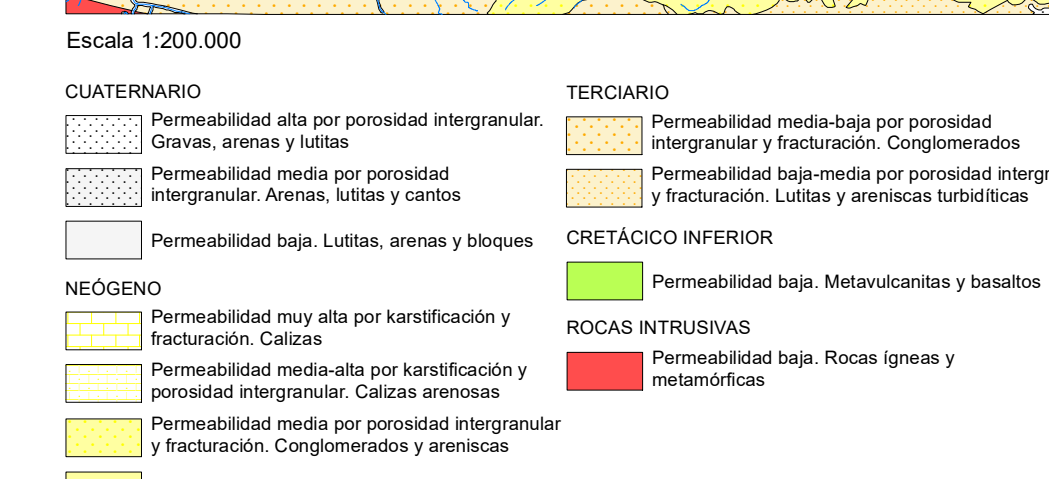 Escala 1:200.000
CUATERNARIO
Permeabilidad alta por porosidad intergranular.
Gravas, arenas y lutitas
Permeabilidad media por porosidad
intergranular. Arenas, lutitas y cantos
Permeabilidad baja. Lutitas, arenas y bloques
NEÓGENO
Permeabilidad muy alta por karstificación y
fracturación. Calizas
Permeabilidad media-alta por karstificación y
porosidad intergranular. Calizas arenosas
Permeabilidad media por porosidad intergranular
y fracturación. Conglomerados y areniscas
TERCIARIO
Permeabilidad media-baja por porosidad
intergranular y fracturación. Conglomerados
Permeabilidad baja-media por porosidad intergr
y fracturación. Lutitas y areniscas turbidíticas
CRETÁCICO INFERIOR
Permeabilidad baja. Metavulcanitas y basaltos
ROCAS INTRUSIVAS
Permeabilidad baja. Rocas ígneas y
metamórficas